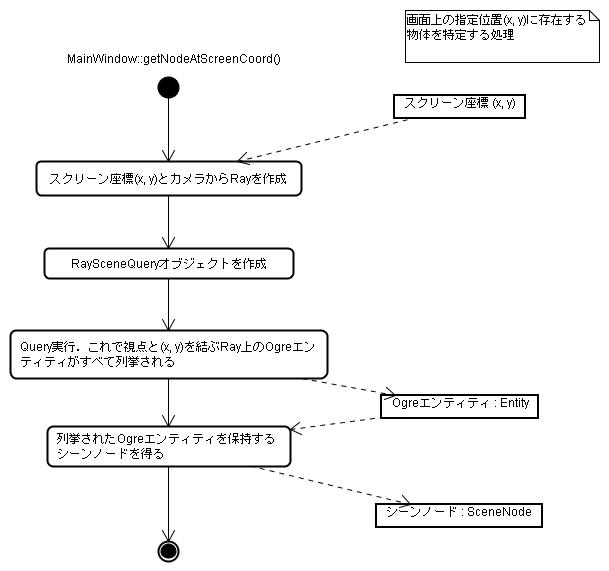 画面上の指定位置(x, y)に存在する
物体を特定する処理
MainWindow::getNodeAtScreenCoord()
スクリーン座標 (x, y)
スクリーン座標(x, y)とカメラからRayを作成
RaySceneQueryオブジェクトを作成
Query実行．これで視点と(x, y)を結ぶRay上のOgreエン
ティティがすべて列挙される
Ogreエンティティ : Entity
列挙されたOgreエンティティを保持する
シーンノードを得る
シーンノード : SceneNode